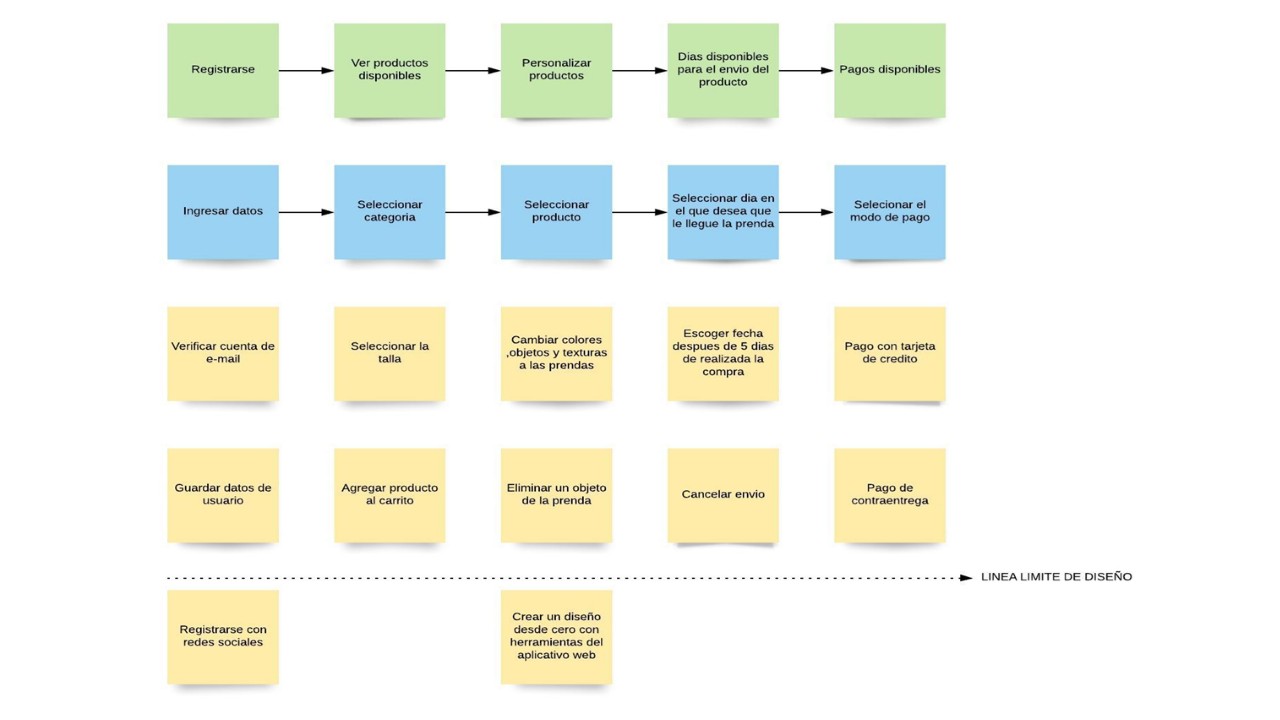 Registrarse
Ver productos
disponibles
Personalizar
productos
Dias disponibles
para el envio del
producto
Pagos disponibles
Ingresar datos
Seleccionar
categoria
Seleccionar
producto
Seleccionar dia en
el que desea que
le llegue la prenda
Selecionar el
modo de pago
Verificar cuenta de
e-mail
Seleccionar la
talla
Cambiar colores
,objetos y texturas
a las prendas
Escoger fecha
despues de 5 dias
de realizada la
compra
Pago con tarjeta
de credito
Guardar datos de
usuario
Agregar producto
al carrito
Eliminar un objeto
de la prenda
Cancelar envio
Pago de
contraentrega
LINEA LIMITE DE DISEÑO
Registrarse con
redes sociales
Crear un diseño
desde cero con
herramientas del
aplicativo web